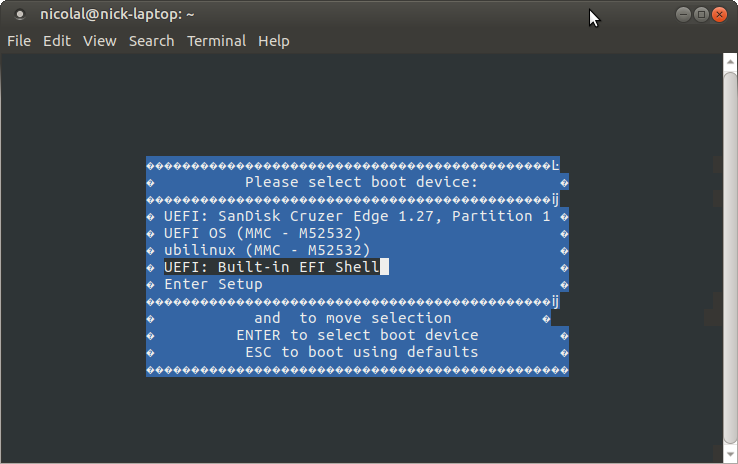 nicolal@nick-laptop: ~
File Edit View Search Terminal Help
Please select boot device:
UEFI: SanDisk Cruzer Edge 1.27, Partition 1
UEFI OS (MMC - M52532)
ubilinux (MMC - M52532)
UEFI: Built-in EFI Shell
Enter Setup
and  to move selection
ENTER to select boot device
ESC to boot using defaults